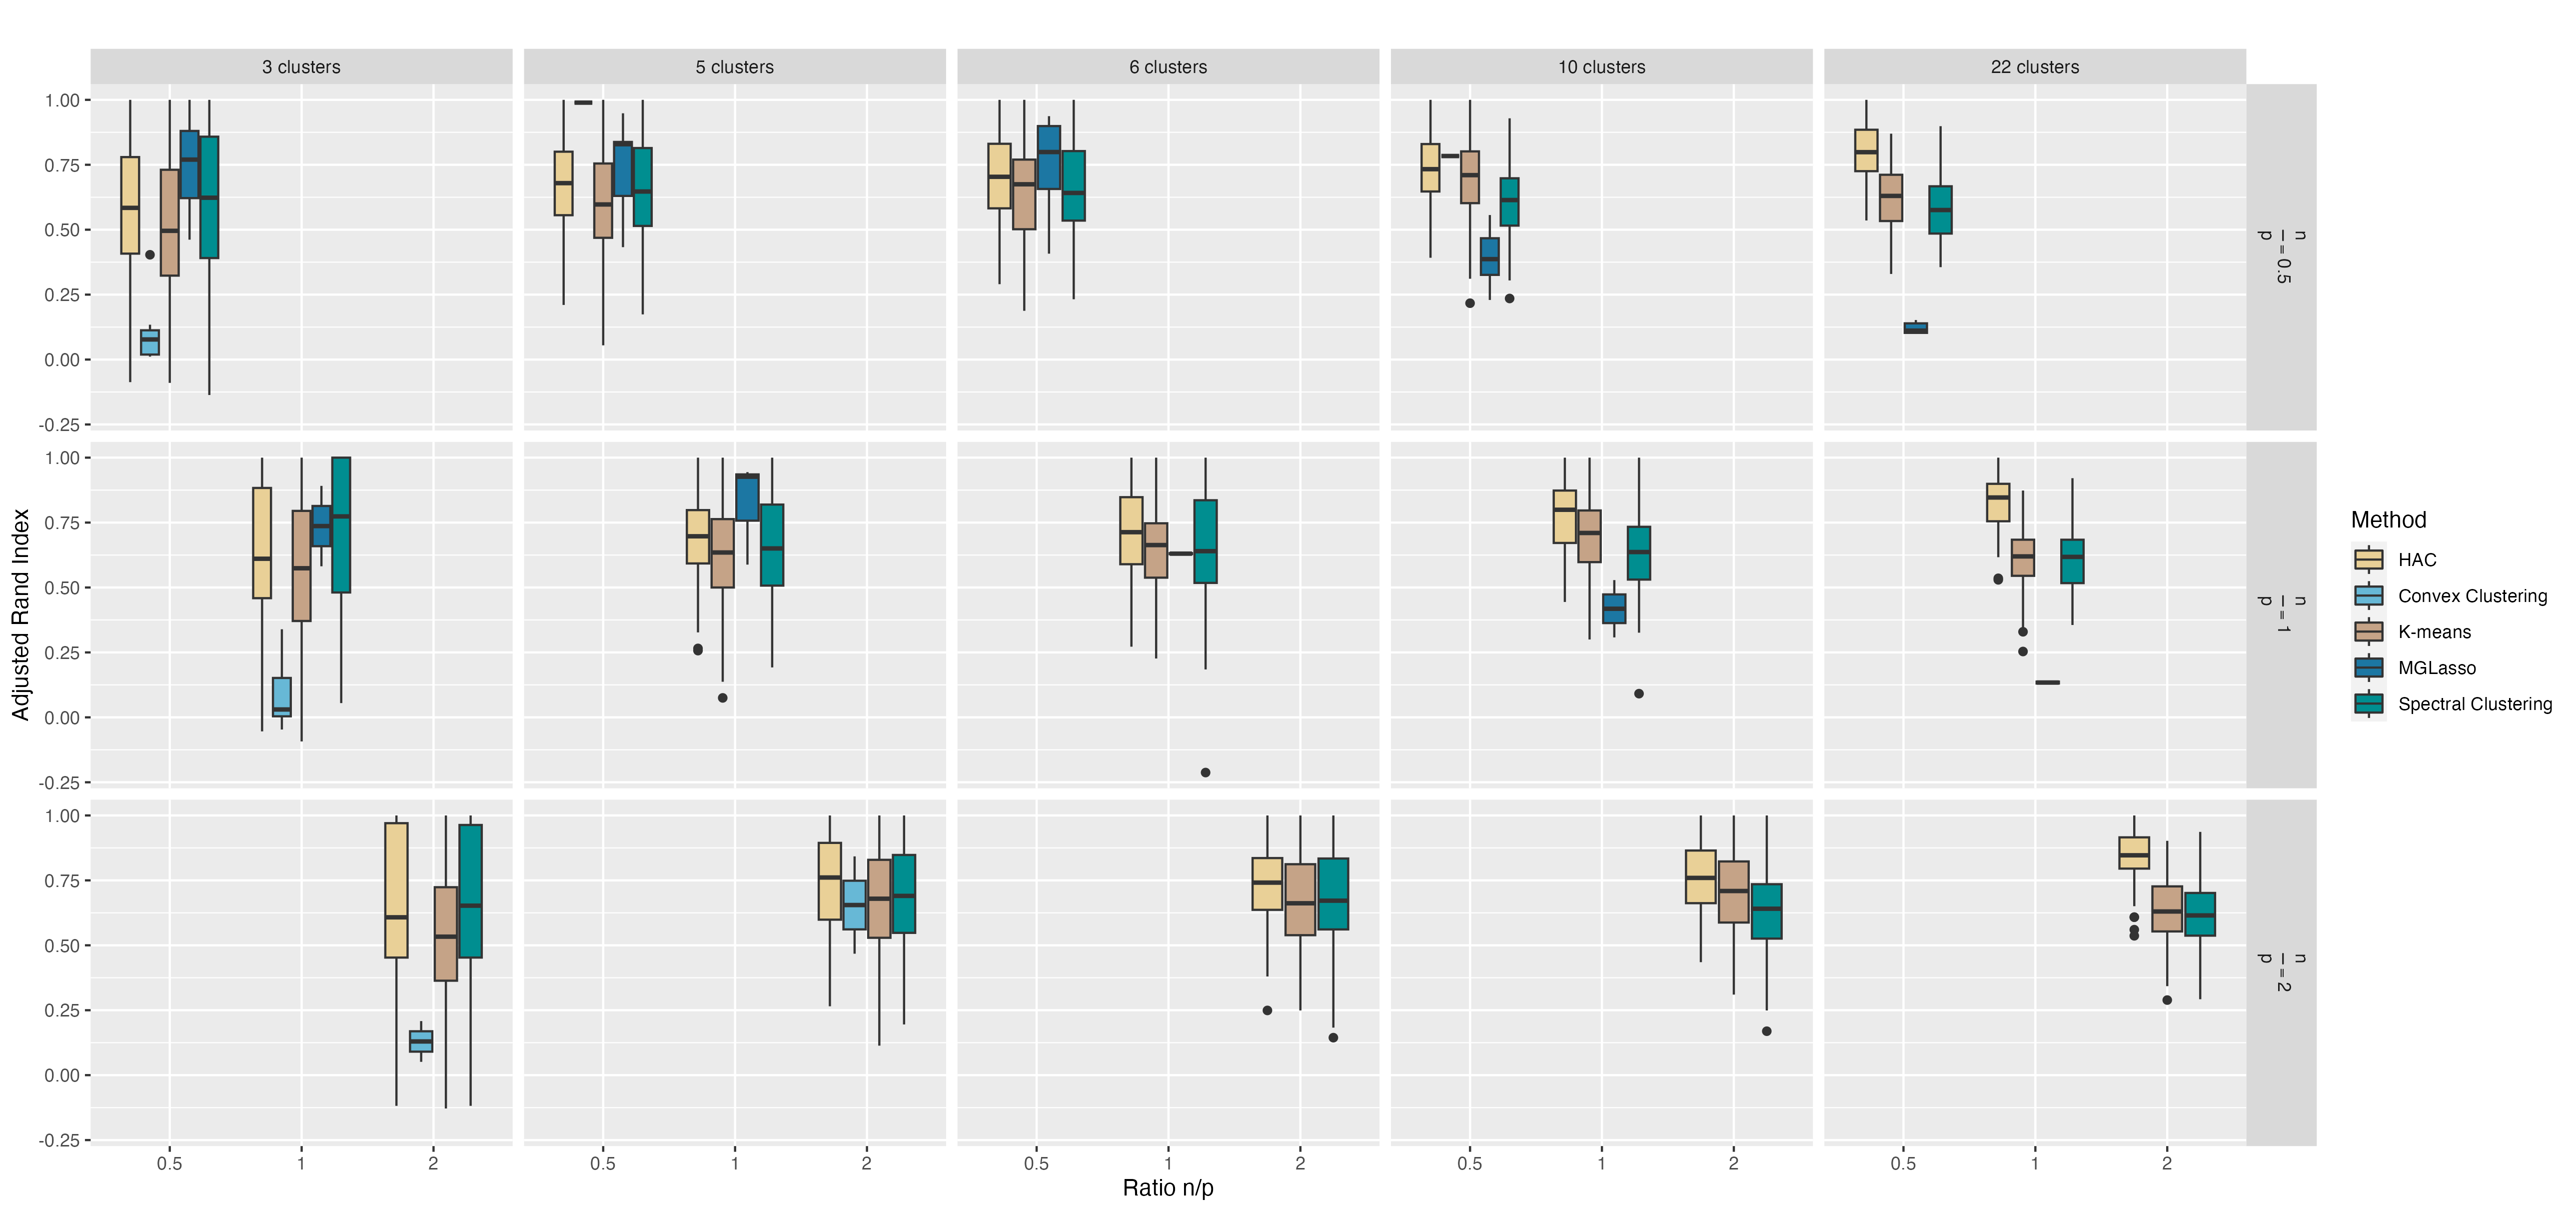 3 clusters
5 clusters
6 clusters
10 clusters
22 clusters
1.00
0.75
0.50
0.25
0.00
-0.25
n
p
= 0.5
1.00
0.75
0.50
0.25
0.00
-0.25
n
p
= 1
1.00
0.75
0.50
0.25
0.00
-0.25
n
p
= 2
Adjusted Rand Index
0.5
1
2
0.5
1
2
0.5
1
2
0.5
1
2
0.5
1
2
Ratio n/p
Method
HAC
Convex Clustering
K-means
MGLasso
Spectral Clustering